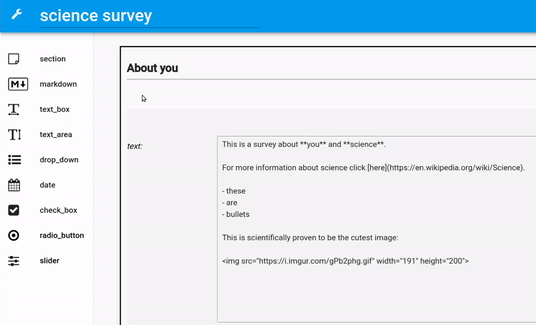 science survey
section
M markdown
text_box
text_area
drop_down
date
check_box
radio_button
slider
About you
text:
This is a survey about **you** and **science**.
For more information about science click [here](https://en.wikipedia.org/wiki/Science).
- these
- are
- bullets
This is scientifically proven to be the cutest image:
<img src="https://i.imgur.com/gPb2phg.gif" width="191" height="200">